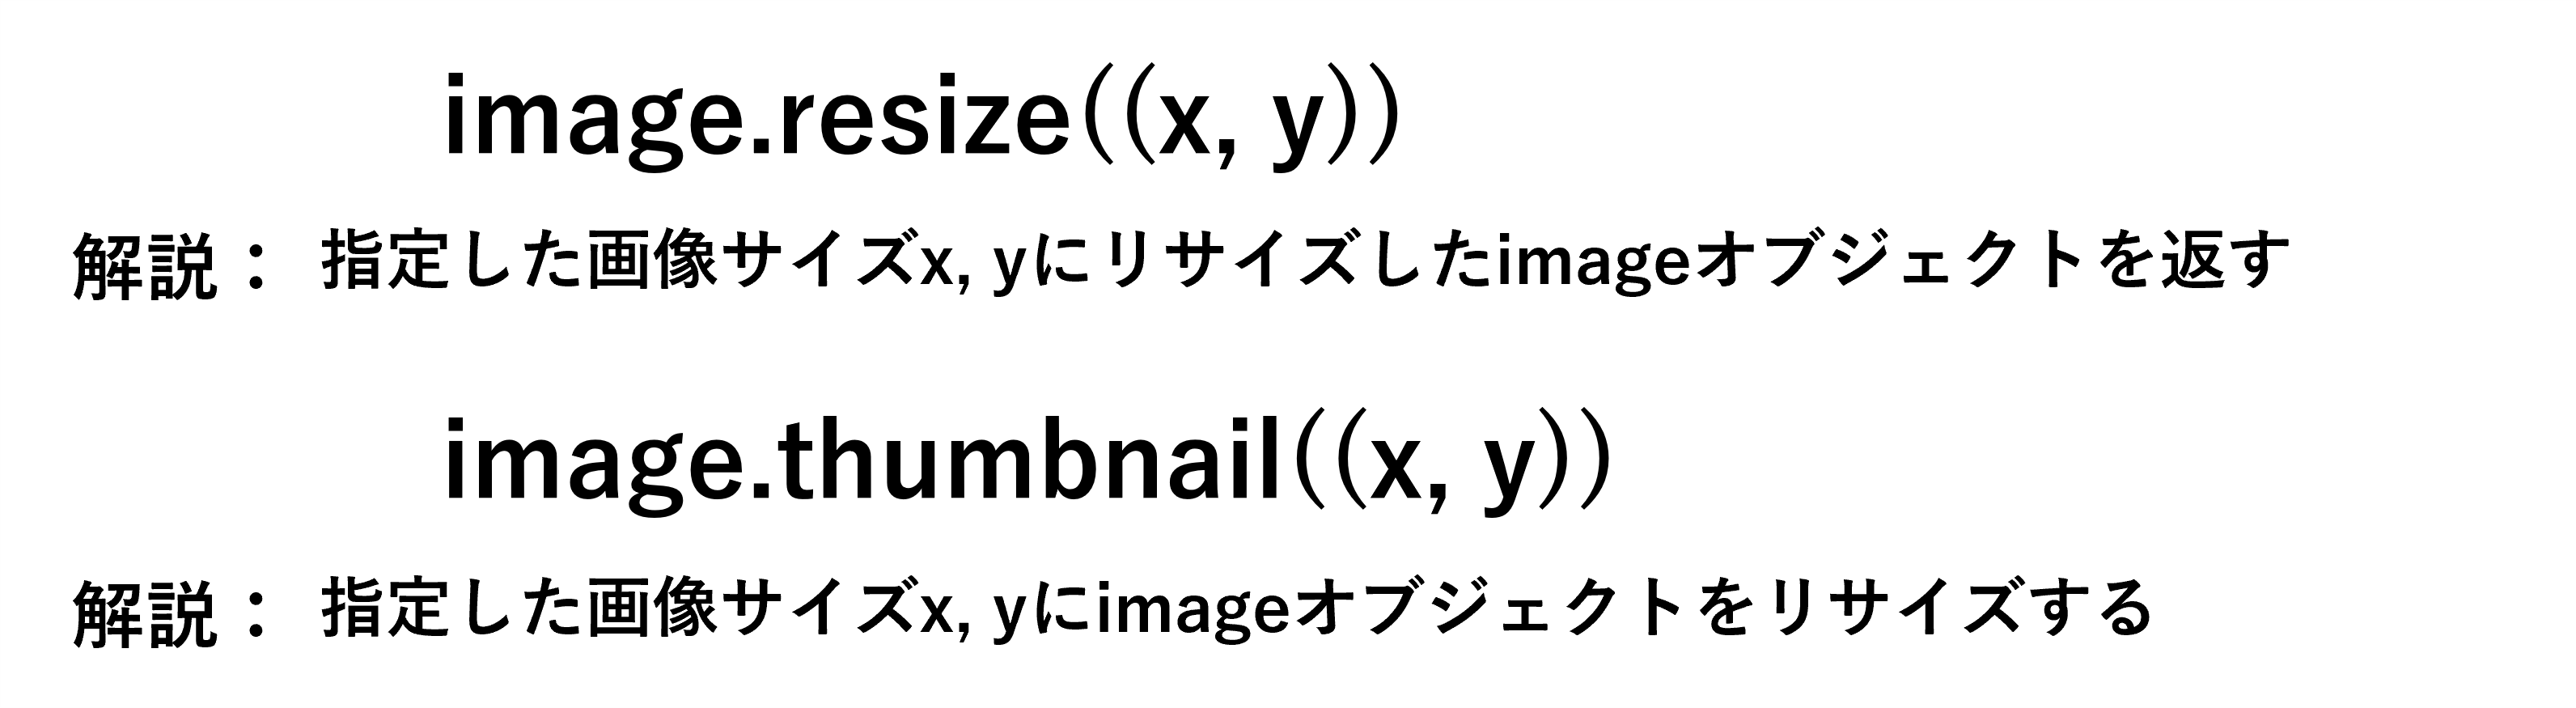 image.resize((x, y))
解説： 指定した画像サイズx, yにリサイズしたimageオブジェクトを返す
image.thumbnail((x, y))
解説： 指定した画像サイズx, yにimageオブジェクトをリサイズする